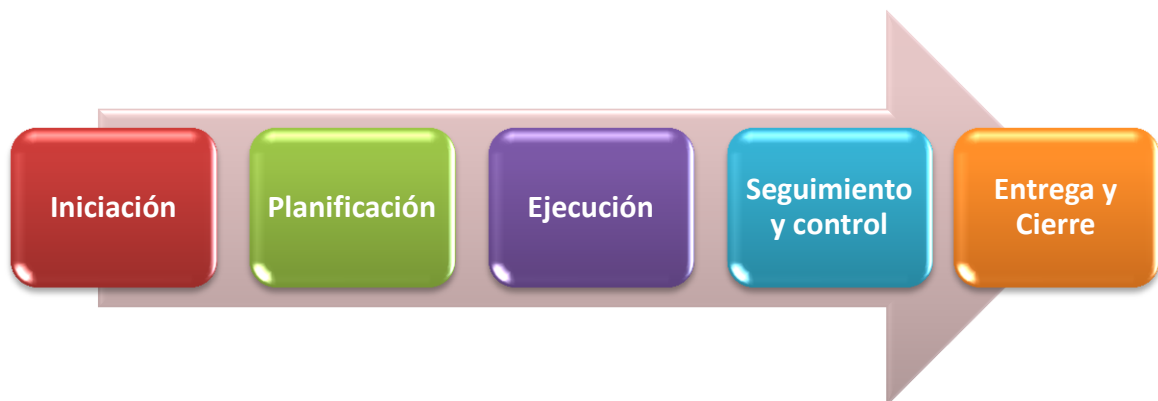 Iniciación
Planificación
Ejecución
Seguimiento
y control
Entrega y
Cierre